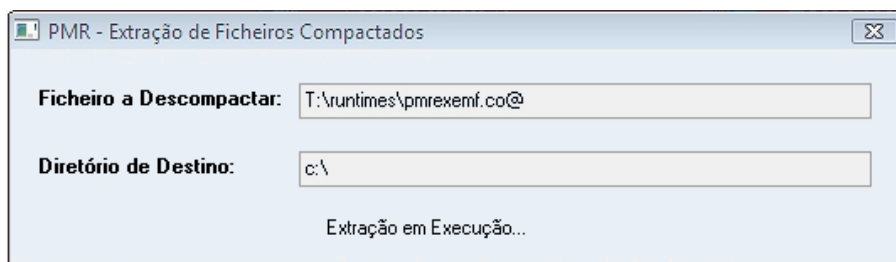 PMR - Extração de Ficheiros Compactados
Ficheiro a Descompactar: T:\runtimes\pmrexemf.co@
Diretório de Destino: c:\
Extração em Execução...